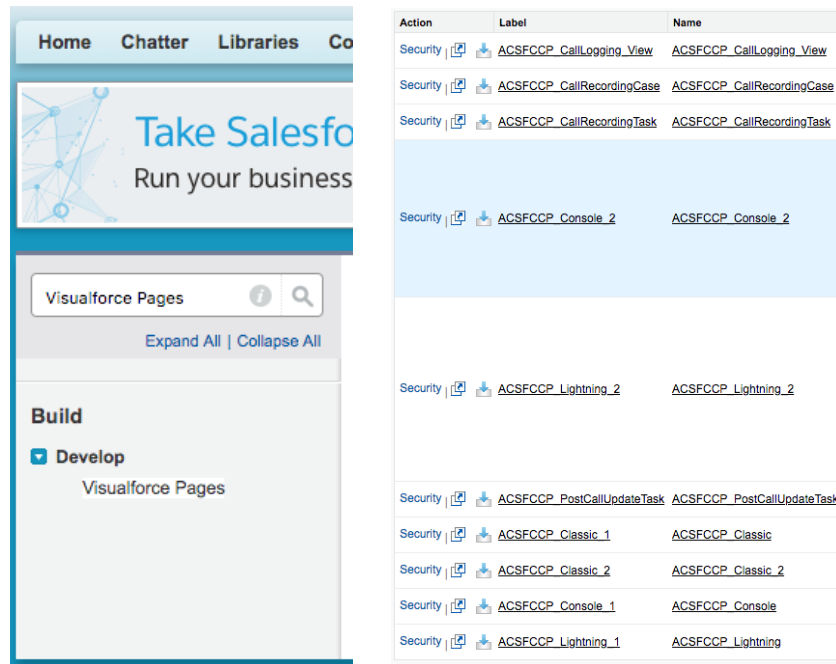 Home Chatter Libraries Co
Take Salesfo
Run your business
Visualforce Pages
Expand All | Collapse All
Build
Develop
Visualforce Pages
Action Label Name
Security | ACSFCCP_CallLogging_View ACSFCCP_CallLogging_View
Security | ACSFCCP_CallRecordingCase ACSFCCP_CallRecordingCase
Security | ACSFCCP_CallRecordingTask ACSFCCP_CallRecordingTask
Security | ACSFCCP_Console_2 ACSFCCP_Console_2
Security | ACSFCCP_Lightning_2 ACSFCCP_Lightning_2
Security | ACSFCCP_PostCallUpdateTask ACSFCCP_PostCallUpdateTask
Security | ACSFCCP_Classic_1 ACSFCCP_Classic
Security | ACSFCCP_Classic_2 ACSFCCP_Classic_2
Security | ACSFCCP_Console_1 ACSFCCP_Console
Security | ACSFCCP_Lightning_1 ACSFCCP_Lightning